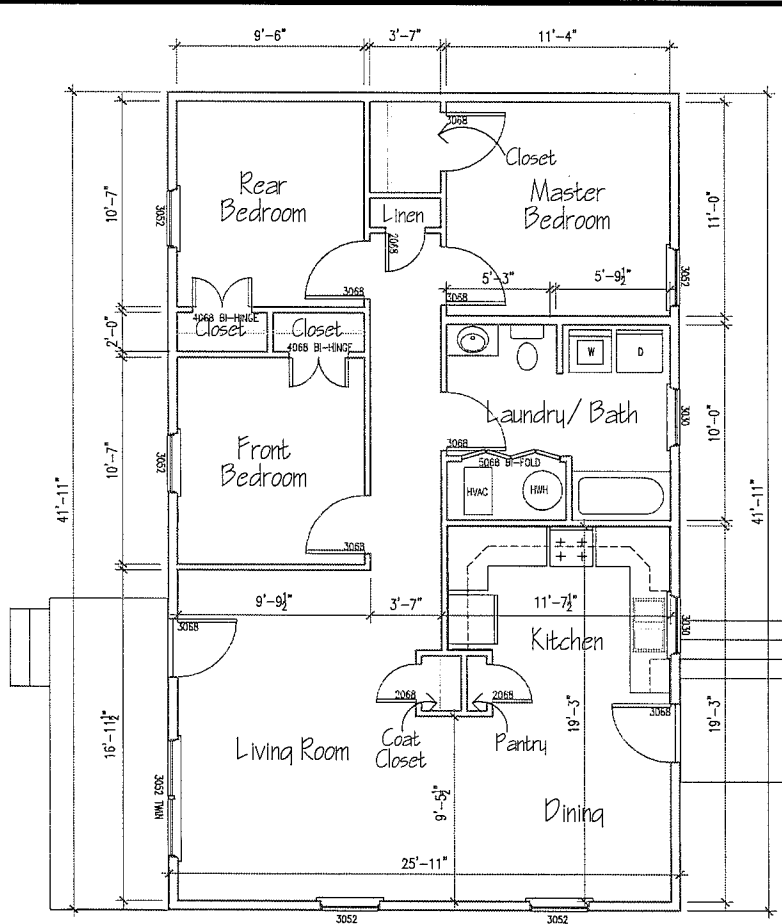 9'-6" 3'-7" 11'-4"
3068
Closet
Rear
Bedroom
Master
Bedroom
10'-7"
3052
Linen
2068
11'-0"
5'-3" 5'-9½"
3052
3068
3068
4068 BI-HINGE
Closet
Closet
4068 BI-HINGE
2'-0"
W
D
Laundry/ Bath
3030
10'-0"
3068
5068 BI-FOLD
HVAC
HWH
10'-7"
3052
Front
Bedroom
3068
41'-11"
41'-11"
9'-9½" 3'-7" 11'-7½"
3068
Kitchen
3030
2068
2068
16'-11½"
Living Room
Coat
Closet
Pantry
19'-3"
3068
19'-3"
3052 TWIN
9'-5½"
Dining
25'-11"
3052
3052